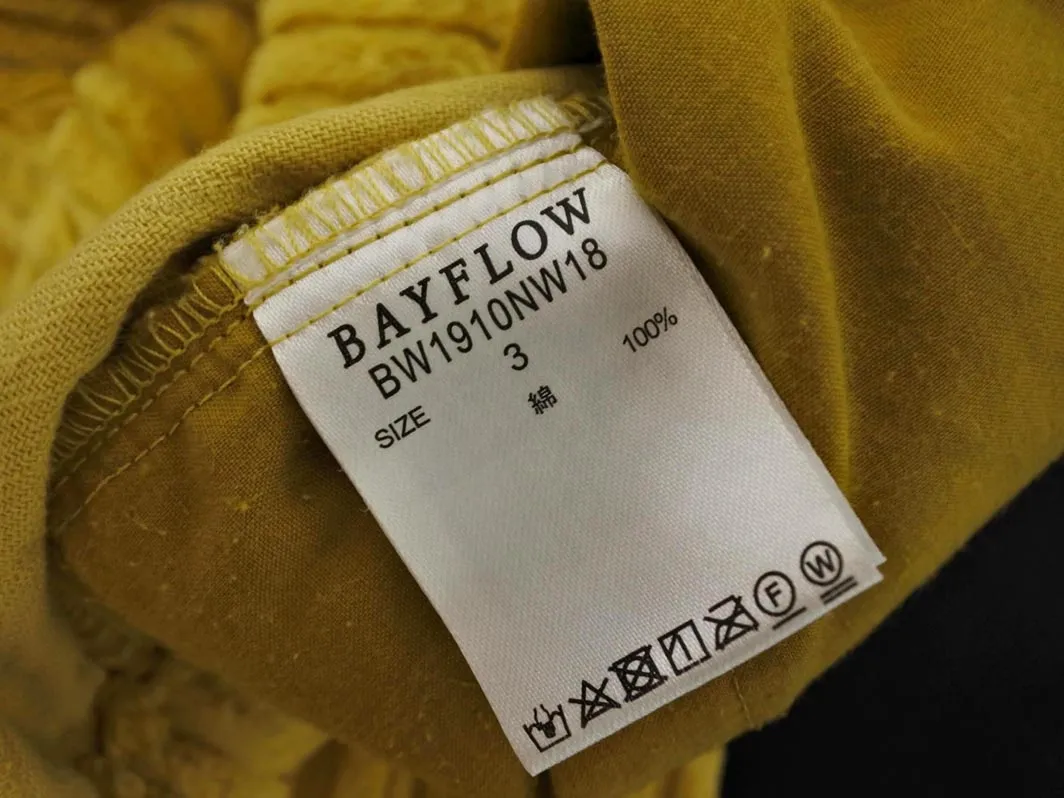 BAYFLOW
BW1910NW18
SIZE 3
綿 100%
F W